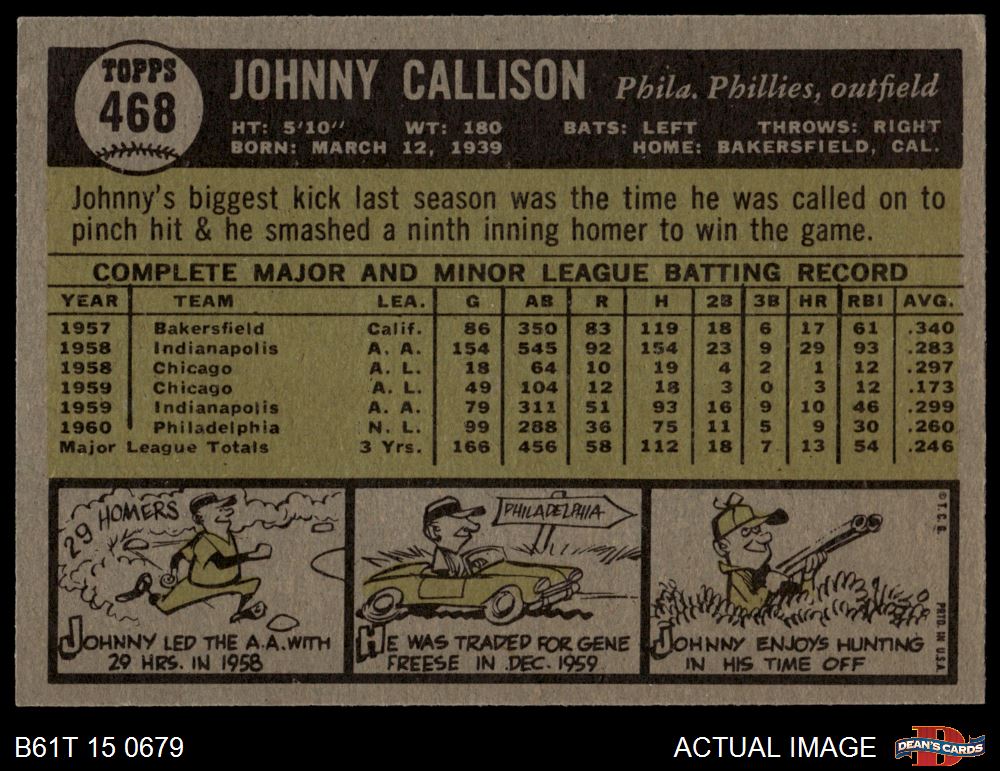 TOPPS
468
JOHNNY CALLISON Phila. Phillies, outfield
HT: 5'10" WT: 180 BATS: LEFT THROWS: RIGHT
BORN: MARCH 12, 1939 HOME: BAKERSFIELD, CAL.
Johnny's biggest kick last season was the time he was called on to
pinch hit & he smashed a ninth inning homer to win the game.
COMPLETE MAJOR AND MINOR LEAGUE BATTING RECORD
YEAR TEAM LEA. G AB R H 2B 3B HR RBI AVG.
1957 Bakersfield Calif. 86 350 83 119 18 6 17 61 .340
1958 Indianapolis A. A. 154 545 92 154 23 9 29 93 .283
1958 Chicago A. L. 18 64 10 19 4 2 1 12 .297
1959 Chicago A. L. 49 104 12 18 3 0 3 12 .173
1959 Indianapolis A. A. 79 311 51 93 16 9 10 46 .299
1960 Philadelphia N. L. 99 288 36 75 11 5 9 30 .260
Major League Totals 3 Yrs. 166 456 58 112 18 7 13 54 .246
29 HOMERS
JOHNNY LED THE A.A. WITH
29 HRS. IN 1958
PHILADELPHIA
HE WAS TRADED FOR GENE
FREESE IN DEC. 1959
JOHNNY ENJOYS HUNTING
IN HIS TIME OFF
© T.C.G.
PRTD. IN U.S.A.
B61T 15 0679
ACTUAL IMAGE
D
DEAN'S CARDS